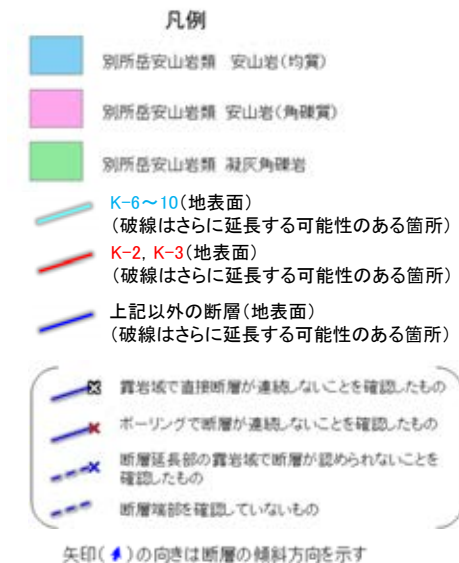 凡例
別所岳安山岩類 安山岩(均質)
別所岳安山岩類 安山岩(角礫質)
別所岳安山岩類 凝灰角礫岩
K-6～10(地表面)
(破線はさらに延長する可能性のある箇所)
K-2, K-3(地表面)
(破線はさらに延長する可能性のある箇所)
上記以外の断層(地表面)
(破線はさらに延長する可能性のある箇所)
露岩域で直接断層が連続しないことを確認したもの
ボーリングで断層が連続しないことを確認したもの
断層延長部の露岩域で断層が認められないことを
確認したもの
断層端部を確認していないもの
矢印( )の向きは断層の傾斜方向を示す